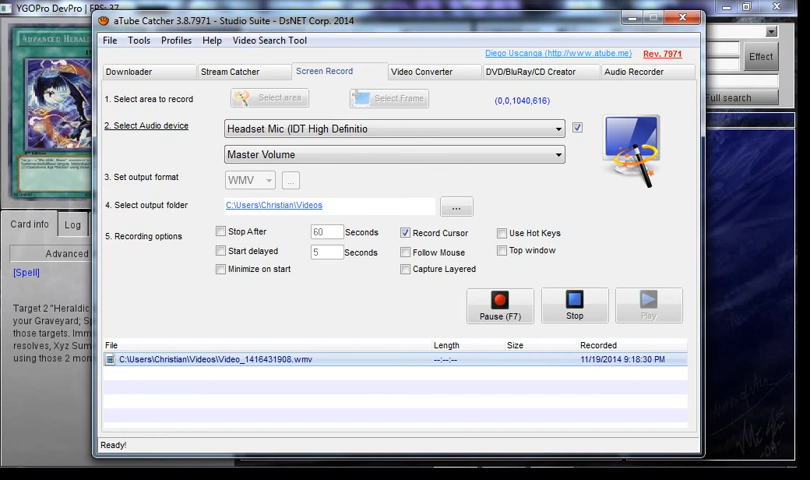 YGOPro DevPro | FPS: 37
aTube Catcher 3.8.7971 - Studio Suite - DsNET Corp. 2014
File Tools Profiles Help Video Search Tool
Diego Uscanga (http://www.atube.me) Rev. 7971
Downloader Stream Catcher Screen Record Video Converter DVD/BluRay/CD Creator Audio Recorder
1. Select area to record Select area Select Frame (0,0,1040,616)
2. Select Audio device Headset Mic (IDT High Definitio
Master Volume
3. Set output format WMV ...
4. Select output folder C:\Users\Christian\Videos ...
5. Recording options Stop After 60 Seconds Record Cursor Use Hot Keys
Start delayed 5 Seconds Follow Mouse Top window
Minimize on start Capture Layered
Pause (F7) Stop Play
File Length Size Recorded
C:\Users\Christian\Videos\Video_1416431908.wmv --:--:-- 11/19/2014 9:18:30 PM
Ready!
Effect
Full search
Card info Log
Advanced
[Spell]
Target 2 "Heraldic
your Graveyard; Sp
those targets. Imm
resolves, Xyz Sum
using those 2 mon